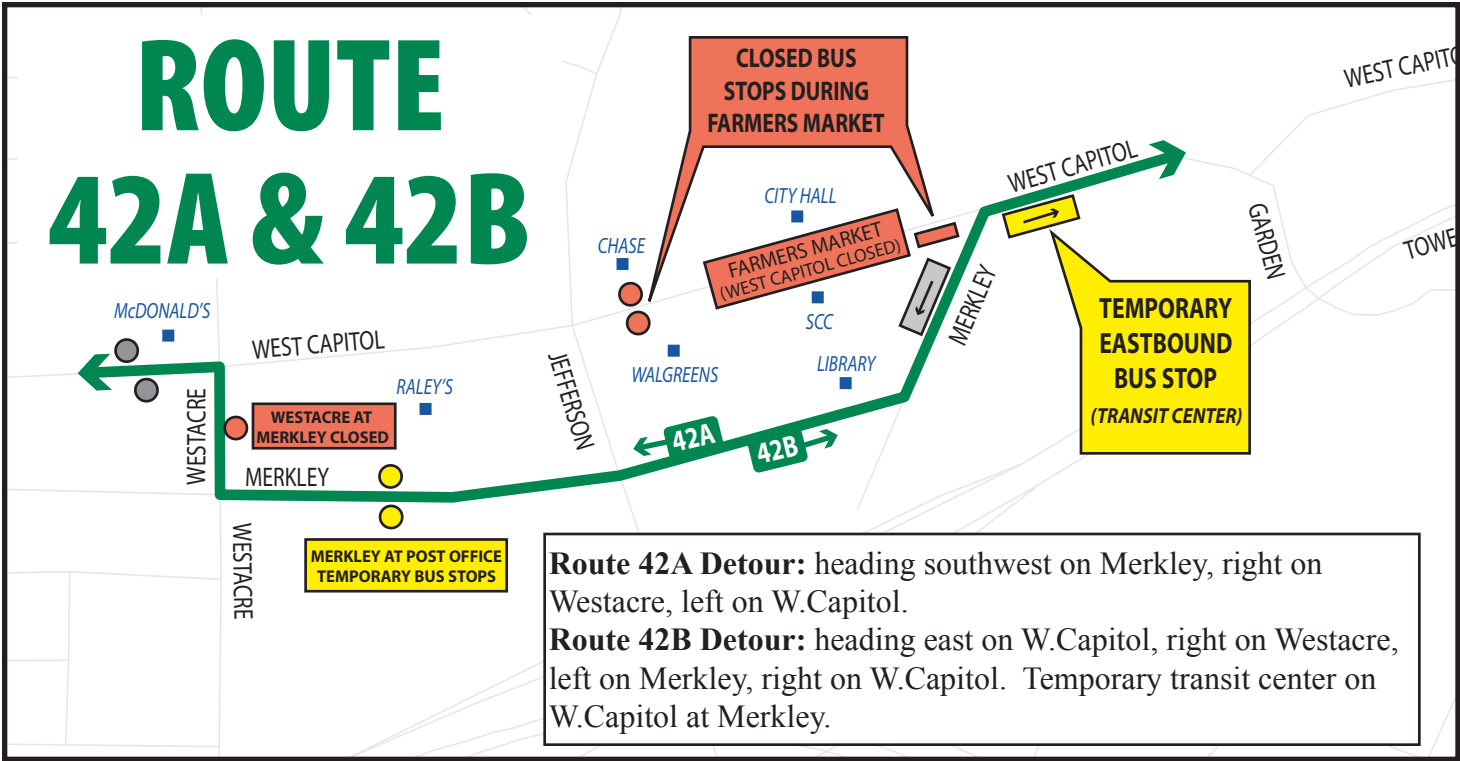 ROUTE
42A & 42B
CLOSED BUS
STOPS DURING
FARMERS MARKET
WEST CAPITO
WEST CAPITOL
CITY HALL
CHASE
FARMERS MARKET
(WEST CAPITOL CLOSED)
GARDEN
TOWE
McDONALD'S
WEST CAPITOL
SCC
MERKLEY
TEMPORARY
EASTBOUND
BUS STOP
(TRANSIT CENTER)
WALGREENS
LIBRARY
JEFFERSON
RALEY'S
WESTACRE
WESTACRE AT
MERKLEY CLOSED
42A
42B
MERKLEY
WESTACRE
MERKLEY AT POST OFFICE
TEMPORARY BUS STOPS
Route 42A Detour: heading southwest on Merkley, right on
Westacre, left on W.Capitol.
Route 42B Detour: heading east on W.Capitol, right on Westacre,
left on Merkley, right on W.Capitol.  Temporary transit center on
W.Capitol at Merkley.